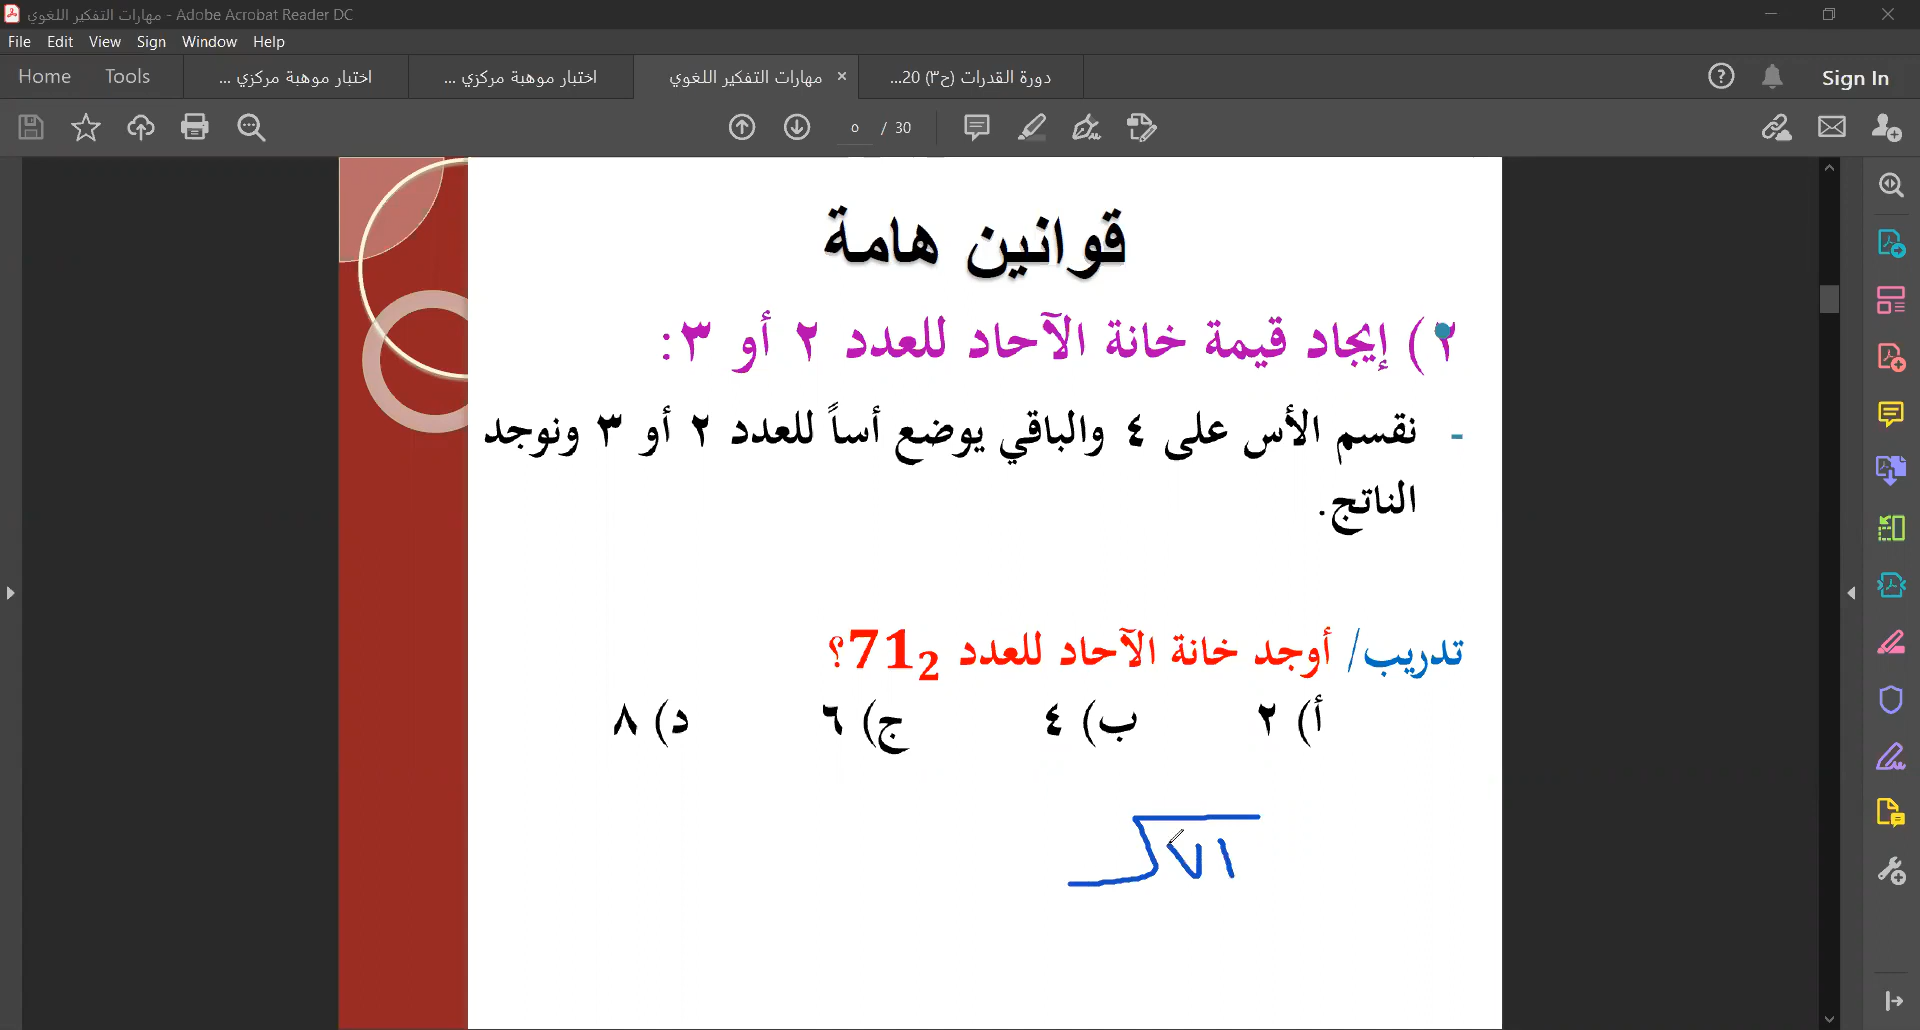 مهارات التفكير اللغوي - Adobe Acrobat Reader DC
File Edit View Sign Window Help
Home Tools اختبار موهبة مركزي ... اختبار موهبة مركزي ... مهارات التفكير اللغوي × دورة القدرات (ح٣) 20... Sign In
٥ / 30
قوانين هامة
٢) إيجاد قيمة خانة الآحاد للعدد ٢ أو ٣:
- نقسم الأس على ٤ والباقي يوضع أساً للعدد ٢ أو ٣ ونوجد
الناتج.
تدريب/ أوجد خانة الآحاد للعدد 71₂؟
أ) ٢ ب) ٤ ج) ٦ د) ٨
٧١